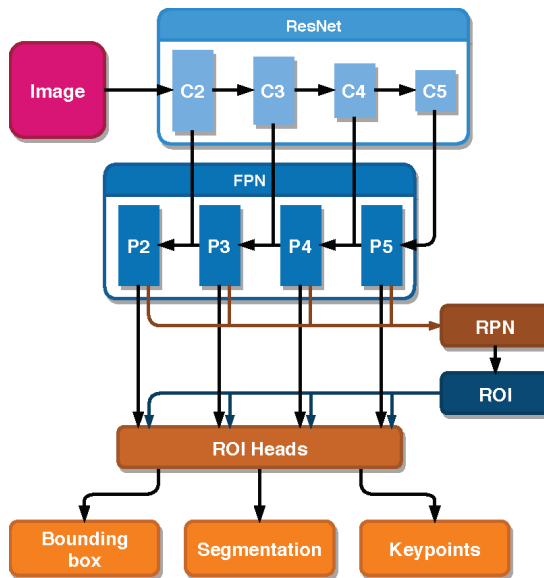 ResNet
Image
C2
C3
C4
C5
FPN
P2
P3
P4
P5
RPN
ROI
ROI Heads
Bounding
box
Segmentation
Keypoints